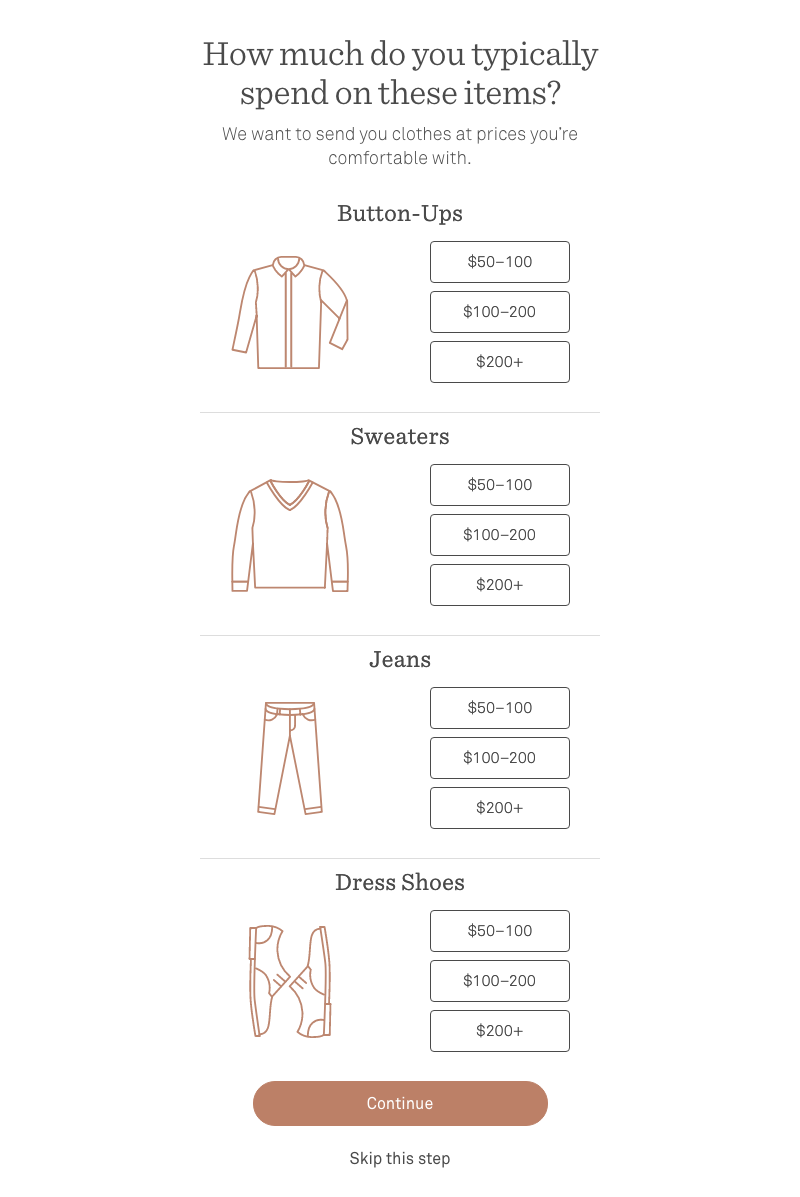 How much do you typically
spend on these items?
We want to send you clothes at prices you're
comfortable with.
Button-Ups
$50–100
$100–200
$200+
Sweaters
$50–100
$100–200
$200+
Jeans
$50–100
$100–200
$200+
Dress Shoes
$50–100
$100–200
$200+
Continue
Skip this step